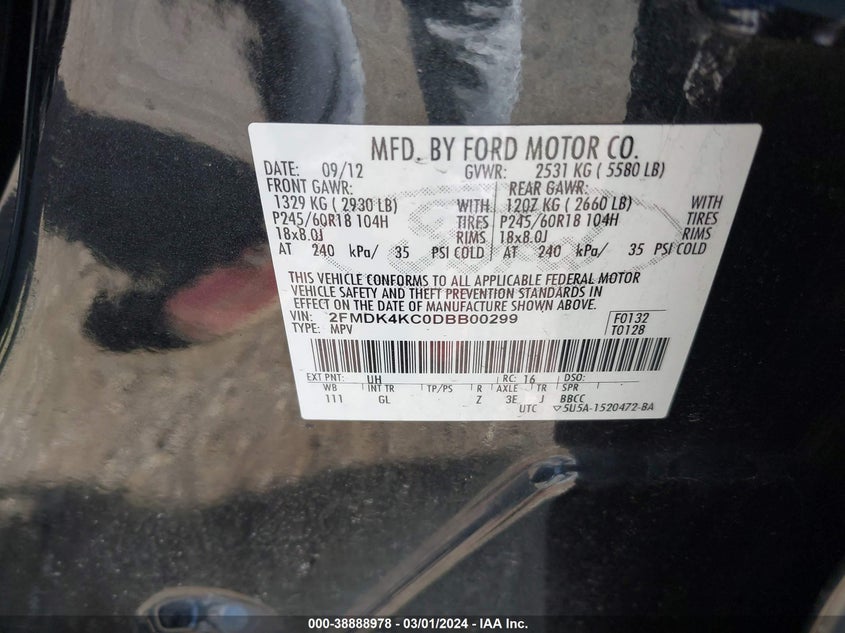 MFD. BY FORD MOTOR CO.
DATE: 09/12 GVWR: 2531 KG ( 5580 LB)
FRONT GAWR: REAR GAWR:
1329 KG ( 2930 LB) WITH 1207 KG ( 2660 LB) WITH
P245/60R18 104H TIRES P245/60R18 104H TIRES
18x8.0J RIMS 18x8.0J RIMS
AT 240 kPa/ 35 PSI COLD AT 240 kPa/ 35 PSI COLD
THIS VEHICLE CONFORMS TO ALL APPLICABLE FEDERAL MOTOR
VEHICLE SAFETY AND THEFT PREVENTION STANDARDS IN
EFFECT ON THE DATE OF MANUFACTURE SHOWN ABOVE.
VIN: 2FMDK4KC0DBB00299 F0132
TYPE: MPV T0128
EXT PNT: UH RC: 16 DSO:
WB INT TR TP/PS R AXLE TR SPR
111 GL Z 3E J BBCC
UTC ▽5U5A-1520472-BA
000-38888978 - 03/01/2024 - IAA Inc.